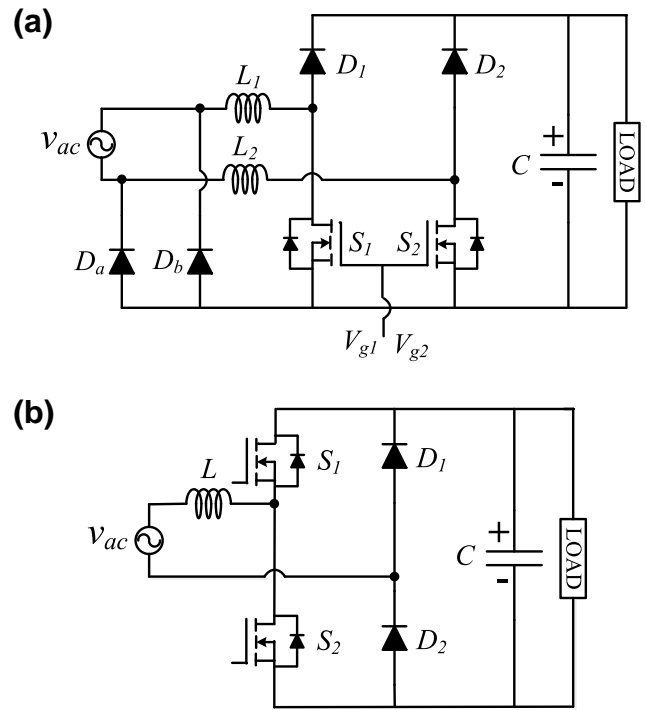 (a)
D1 D2
L1
vac
L2
C + - LOAD
Da Db S1 S2
Vg1 Vg2
(b)
S1 D1
L
vac
C + - LOAD
S2 D2